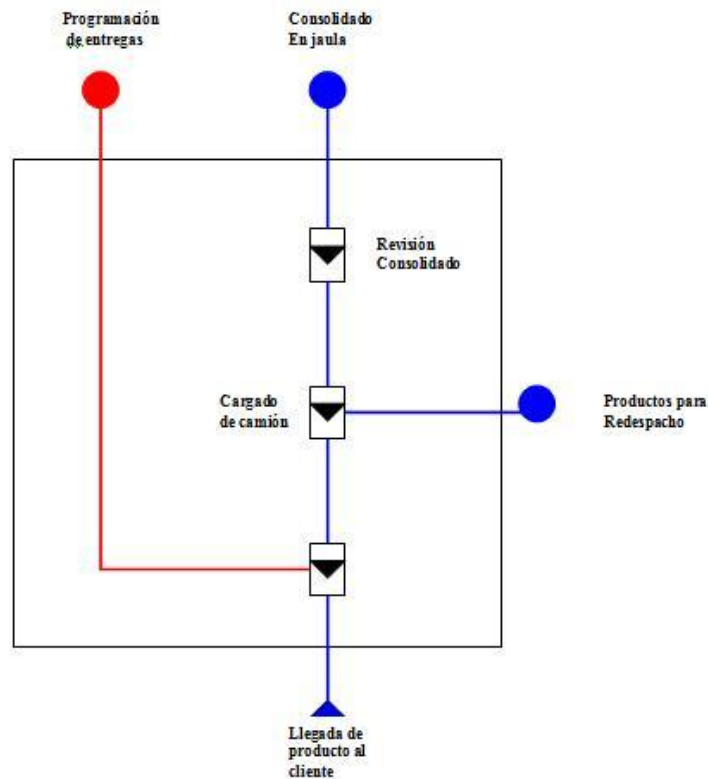 Programación
de entregas
Consolidado
En jaula
Revisión
Consolidado
Cargado
de camión
Productos para
Redespacho
Llegada de
producto al
cliente